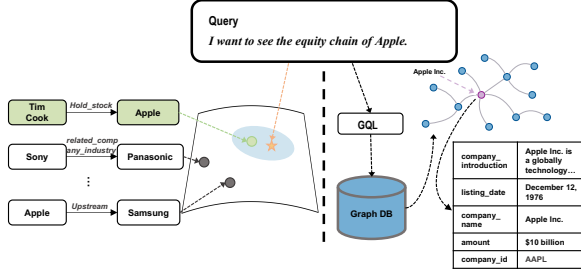 Query
I want to see the equity chain of Apple.
Tim
Cook
Hold_stock
Apple
Sony
related_comp
any_industry
Panasonic
⋮
Apple
Upstream
Samsung
GQL
Graph DB
Apple Inc.
company_
introduction
Apple Inc. is
a globally
technology…
listing_date
December 12,
1976
company_
name
Apple Inc.
amount
$10 billion
company_id
AAPL